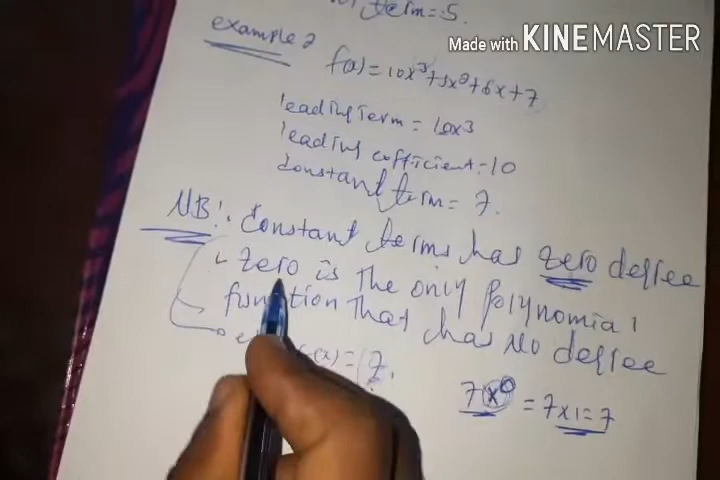 term=5.
Made with KINEMASTER
example 2
f(x)=10x³+5x²+6x+7
leading term = 10x³
leading cofficient=10
Constant term = 7.
NB! Constant terms has zero degree
Zero is the only polynomial
function that has no degree
(x) = 7.
7x⁰ = 7x1=7